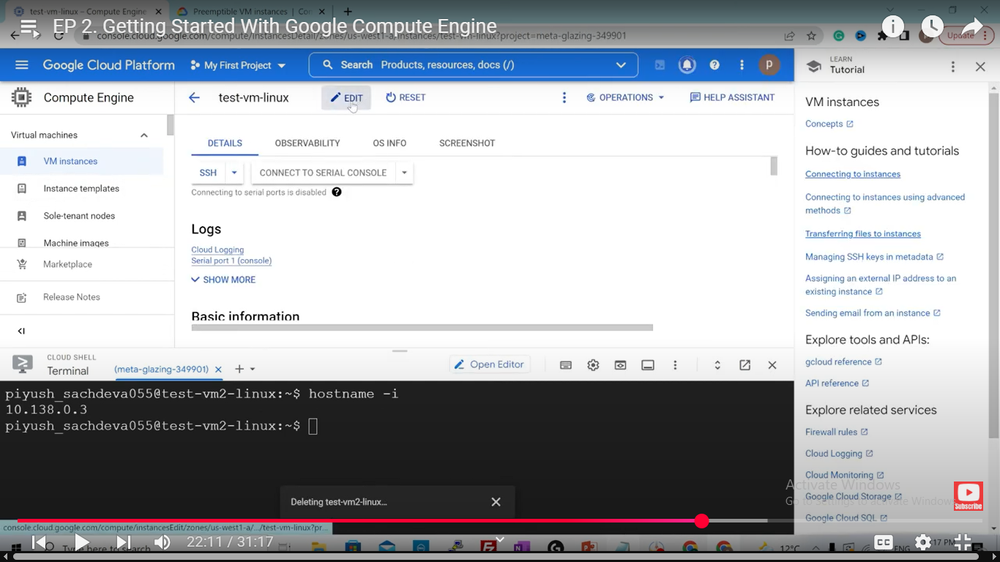 test-vm-linux – Compute Engine
Preemptible VM instances | Co
EP 2. Getting Started With Google Compute Engine
console.cloud.google.com/compute/instancesDetail/zones/us-west1-a/instances/test-vm-linux?project=meta-glazing-349901
Update
Google Cloud Platform
My First Project
Search Products, resources, docs (/)
P
LEARN
Tutorial
Compute Engine
test-vm-linux
EDIT
RESET
OPERATIONS
HELP ASSISTANT
Virtual machines
VM instances
Instance templates
Sole-tenant nodes
Machine images
Marketplace
Release Notes
DETAILS
OBSERVABILITY
OS INFO
SCREENSHOT
SSH
CONNECT TO SERIAL CONSOLE
Connecting to serial ports is disabled
Logs
Cloud Logging
Serial port 1 (console)
SHOW MORE
Basic information
VM instances
Concepts
How-to guides and tutorials
Connecting to instances
Connecting to instances using advanced
methods
Transferring files to instances
Managing SSH keys in metadata
Assigning an external IP address to an
existing instance
Sending email from an instance
Explore tools and APIs:
gcloud reference
API reference
Explore related services
Firewall rules
Cloud Logging
Cloud Monitoring
Google Cloud Storage
Google Cloud SQL
CLOUD SHELL
Terminal
(meta-glazing-349901)
Open Editor
piyush_sachdeva055@test-vm2-linux:~$ hostname -i
10.138.0.3
piyush_sachdeva055@test-vm2-linux:~$
Deleting test-vm2-linux...
Activate Windows
Go to Settings to activate Windows.
Subscribe
console.cloud.google.com/compute/instancesEdit/zones/us-west1-a/.../test-vm-linux?pr...
Type here to search
22:11 / 31:17
12°C
ENG
CC